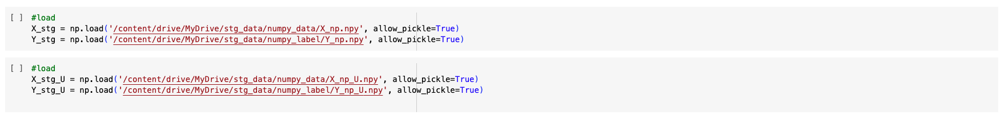 [ ] #load
X_stg = np.load('/content/drive/MyDrive/stg_data/numpy_data/X_np.npy', allow_pickle=True)
Y_stg = np.load('/content/drive/MyDrive/stg_data/numpy_label/Y_np.npy', allow_pickle=True)
[ ] #load
X_stg_U = np.load('/content/drive/MyDrive/stg_data/numpy_data/X_np_U.npy', allow_pickle=True)
Y_stg_U = np.load('/content/drive/MyDrive/stg_data/numpy_label/Y_np_U.npy', allow_pickle=True)